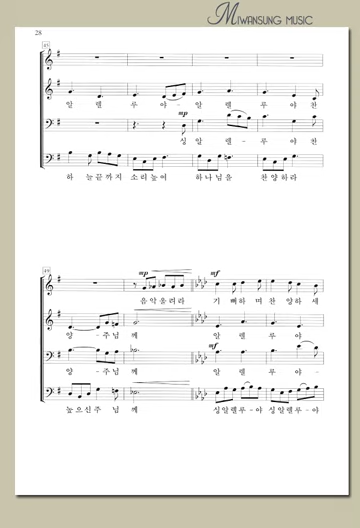 MIWANSUNG MUSIC
28
45
알 렐 루 야 - 알 렐 루 야 찬
mp
싱 알 렐 - 루 야 찬
하 늘 끝 까 지 소 리 높 여 하 나 님 을 찬 양 하 라
49
mp mf
음 악 울 려 라 기 뻐 하 며 찬 양 하 세
양 - 주 님 께 알 렐 루 야
mf
양 - 주 님 께 알 렐 루 야 -
높 으 신 주 님 께 싱 알 렐 루 - 야 싱 알 렐 루 - 야